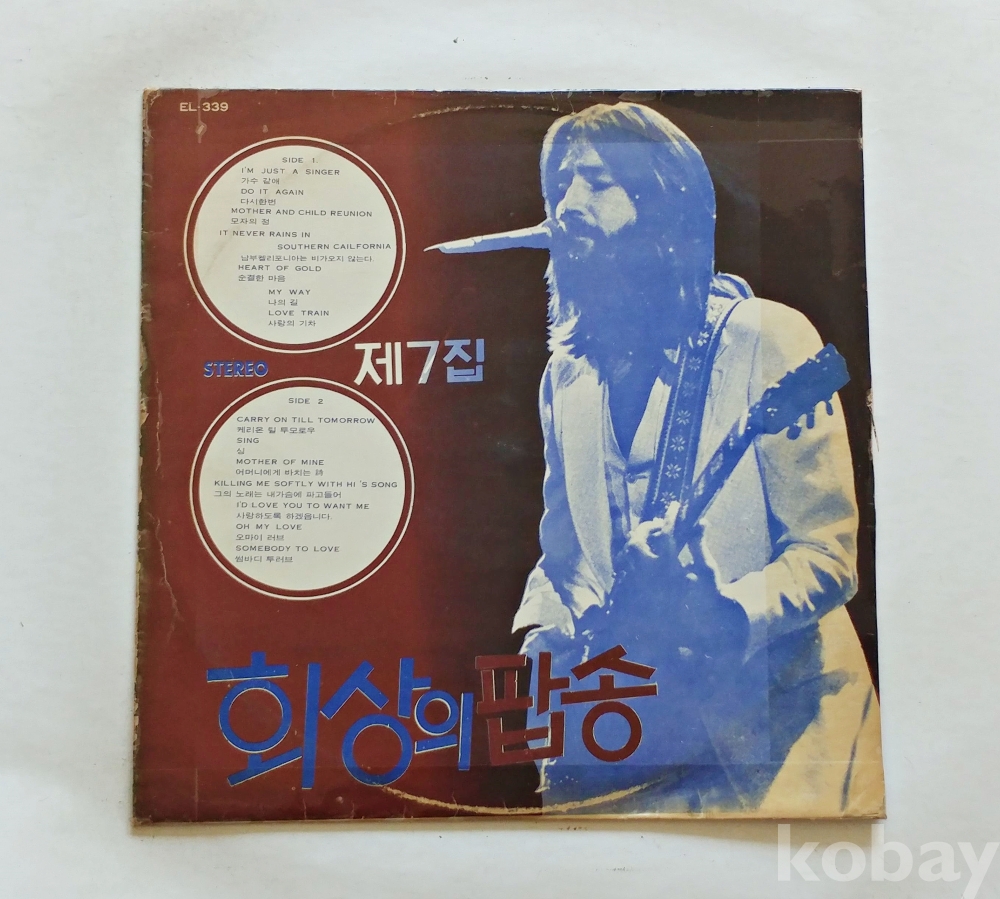 EL-339
SIDE 1.
I'M JUST A SINGER
가수 같애
DO IT AGAIN
다시한번
MOTHER AND CHILD REUNION
모자의 정
IT NEVER RAINS IN
SOUTHERN CAILFORNIA
남부켈리포니아는 비가오지 않는다.
HEART OF GOLD
순결한 마음
MY WAY
나의 길
LOVE TRAIN
사랑의 기차
STEREO
제7집
SIDE 2
CARRY ON TILL TOMORROW
케리온 틸 투모로우
SING
싱
MOTHER OF MINE
어머니에게 바치는 詩
KILLING ME SOFTLY WITH HI 'S SONG
그의 노래는 내가슴에 파고들어
I'D LOVE YOU TO WANT ME
사랑하도록 하겠읍니다.
OH MY LOVE
오마이 러브
SOMEBODY TO LOVE
썸바디 투러브
화상의 팝송
kobay